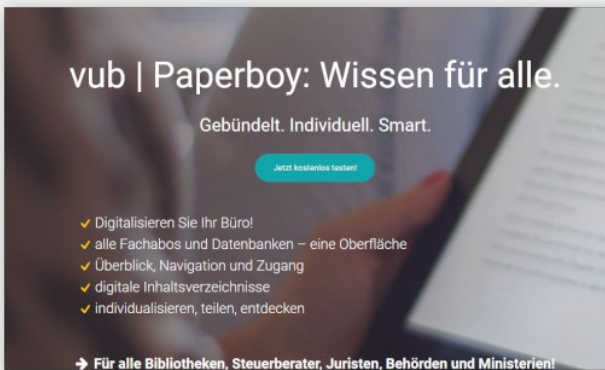 vub | Paperboy: Wissen für alle.
Gebündelt. Individuell. Smart.
Jetzt kostenlos testen!
✓ Digitalisieren Sie Ihr Büro!
✓ alle Fachabos und Datenbanken – eine Oberfläche
✓ Überblick, Navigation und Zugang
✓ digitale Inhaltsverzeichnisse
✓ individualisieren, teilen, entdecken
→ Für alle Bibliotheken, Steuerberater, Juristen, Behörden und Ministerien!